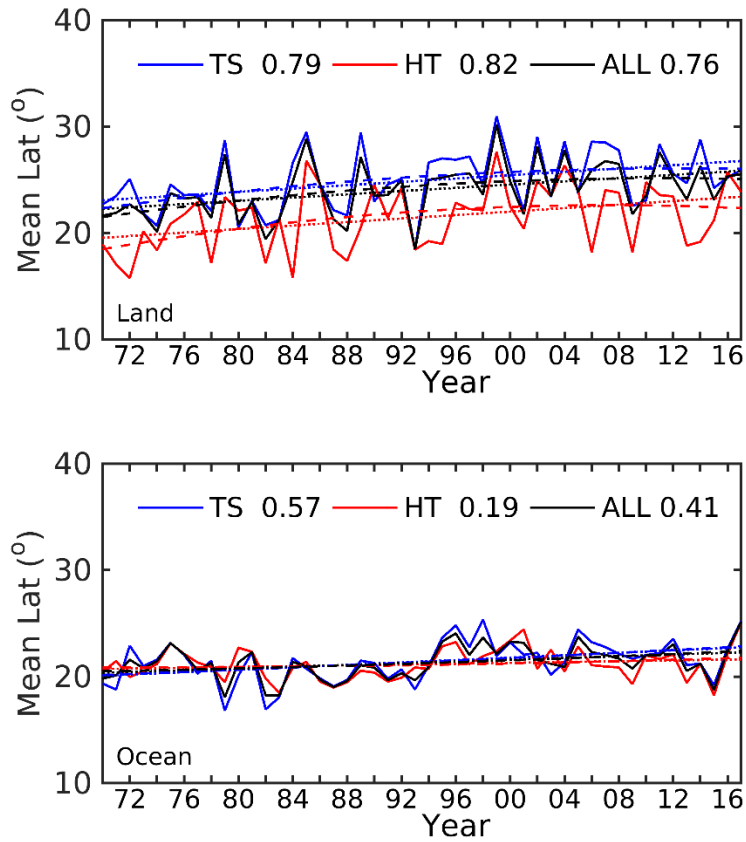 40
TS 0.79 HT 0.82 ALL 0.76
30
20
Land
10
Mean Lat (°)
72 76 80 84 88 92 96 00 04 08 12 16
Year
40
TS 0.57 HT 0.19 ALL 0.41
30
20
Ocean
10
Mean Lat (°)
72 76 80 84 88 92 96 00 04 08 12 16
Year